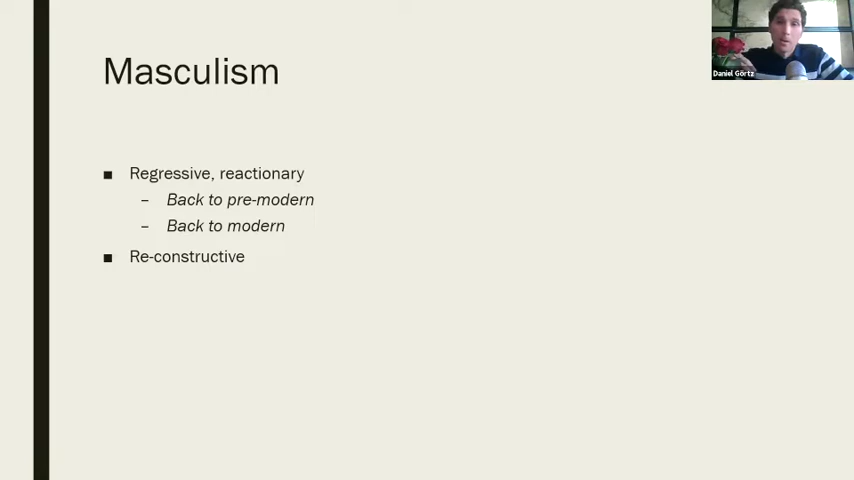 Masculism
Daniel Görtz
■ Regressive, reactionary
– Back to pre-modern
– Back to modern
■ Re-constructive